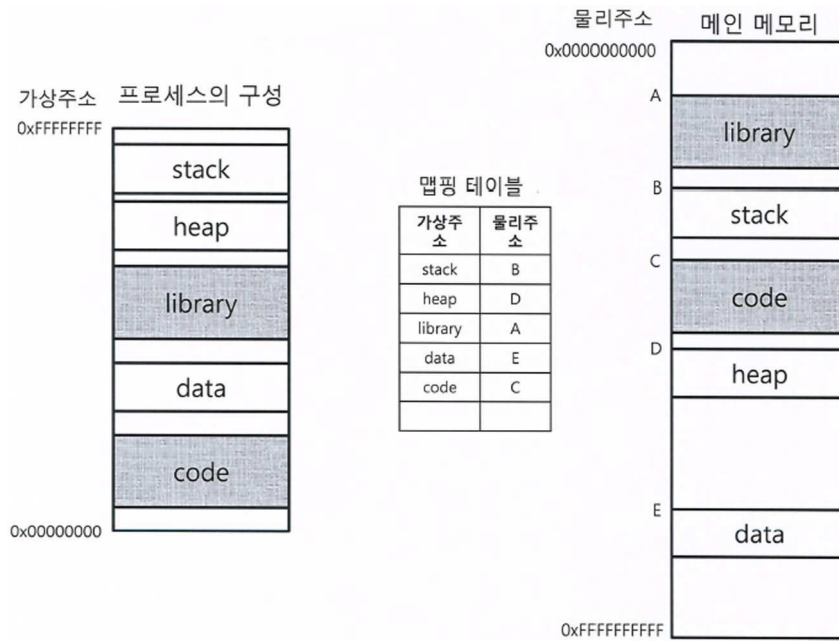 가상주소 프로세스의 구성
0xFFFFFFFF
stack
heap
library
data
code
0x00000000
맵핑 테이블
가상주
소
물리주
소
stack B
heap D
library A
data E
code C
물리주소 메인 메모리
0x0000000000
A
library
B
stack
C
code
D
heap
E
data
0xFFFFFFFFFF